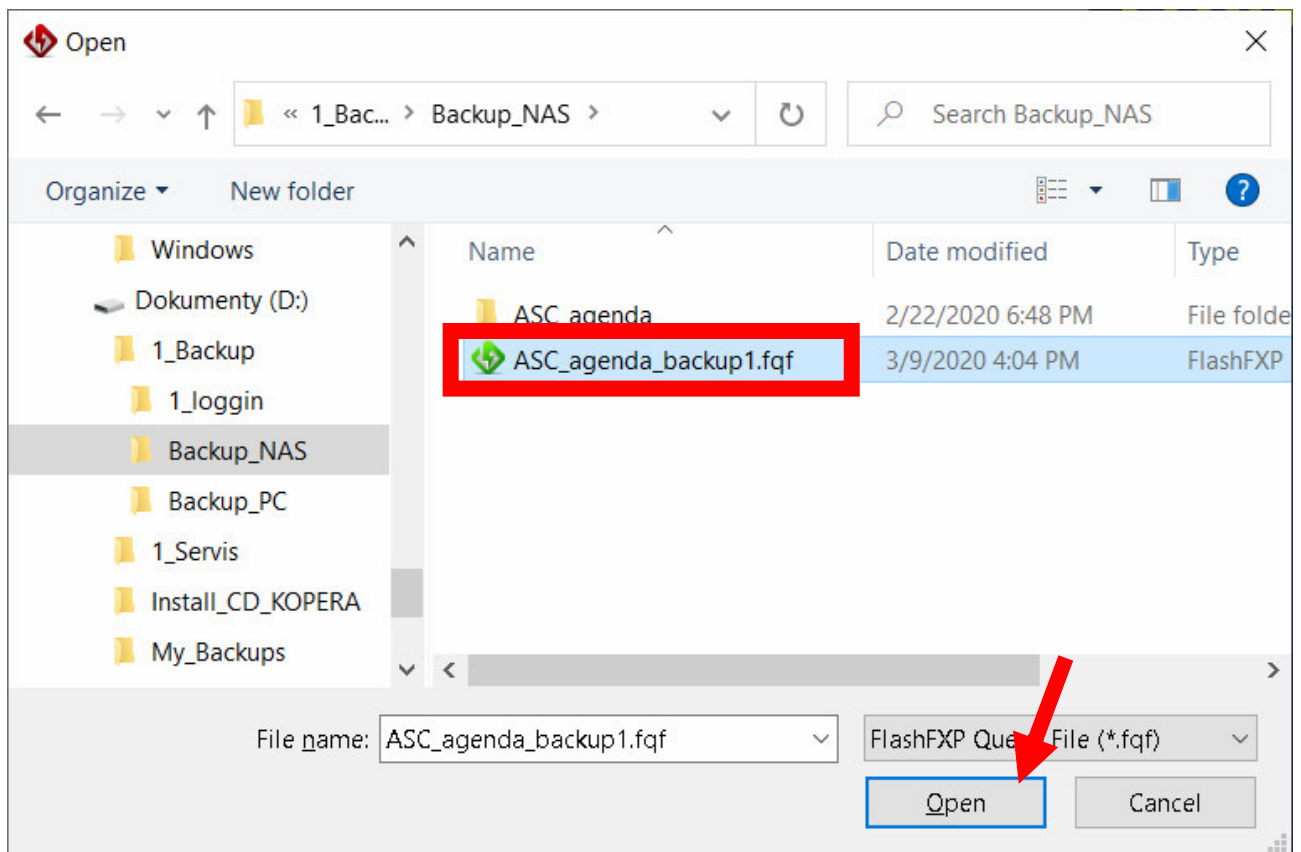 Open
« 1_Bac... > Backup_NAS >
Search Backup_NAS
Organize
New folder
Windows
Dokumenty (D:)
1_Backup
1_loggin
Backup_NAS
Backup_PC
1_Servis
Install_CD_KOPERA
My_Backups
Name Date modified Type
ASC_agenda 2/22/2020 6:48 PM File folde
ASC_agenda_backup1.fqf 3/9/2020 4:04 PM FlashFXP
File name: ASC_agenda_backup1.fqf
FlashFXP Que File (*.fqf)
Open Cancel